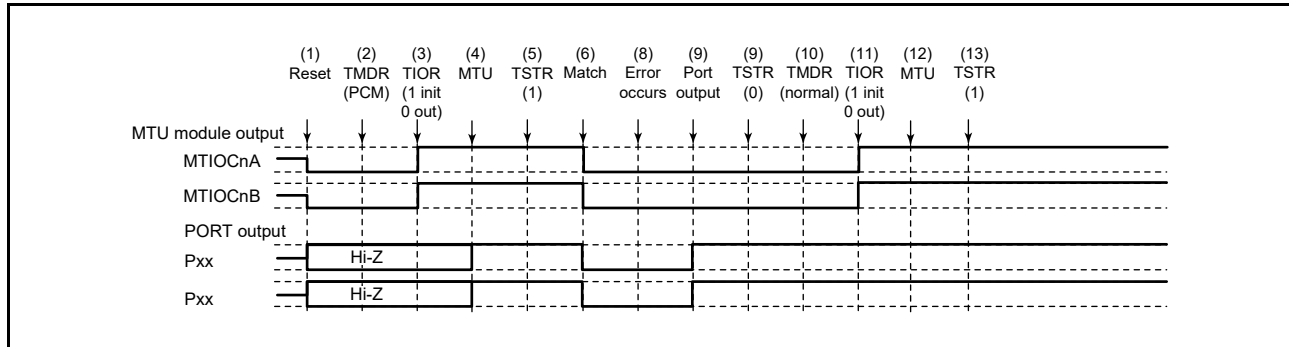 (1) (2) (3) (4) (5) (6) (8) (9) (9) (10) (11) (12) (13)
Reset TMDR TIOR MTU TSTR Match Error Port TSTR TMDR TIOR MTU TSTR
(PCM) (1 init (1) occurs output (0) (normal) (1 init (1)
0 out) 0 out)
MTU module output
MTIOCnA
MTIOCnB
PORT output
Pxx Hi-Z
Pxx Hi-Z